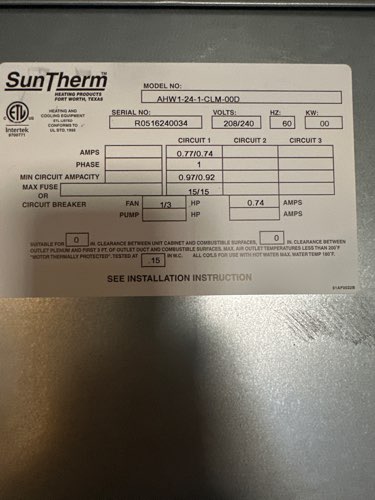 SunTherm™
HEATING PRODUCTS
FORT WORTH, TEXAS
MODEL NO:
AHW1-24-1-CLM-00D
ETL
Intertek
9700771
HEATING AND
COOLING EQUIPMENT
ETL LISTED
CONFORMS TO
UL STD. 1995
SERIAL NO: VOLTS: HZ: KW:
R0516240034 208/240 60 00
CIRCUIT 1 CIRCUIT 2 CIRCUIT 3
AMPS 0.77/0.74
PHASE 1
MIN CIRCUIT AMPACITY 0.97/0.92
MAX FUSE
OR 15/15
CIRCUIT BREAKER FAN 1/3 HP 0.74 AMPS
PUMP HP AMPS
SUITABLE FOR 0 IN. CLEARANCE BETWEEN UNIT CABINET AND COMBUSTIBLE SURFACES, 0 IN. CLEARANCE BETWEEN
OUTLET PLENUM AND FIRST 3 FT. OF OUTLET DUCT AND COMBUSTIBLE SURFACES. MAX. AIR OUTLET TEMPERATURES LESS THAN 200°F
"MOTOR THERMALLY PROTECTED". TESTED AT .15 IN W.C. ALL COILS FOR USE WITH HOT WATER MAX. WATER TEMP 180°F.
SEE INSTALLATION INSTRUCTION